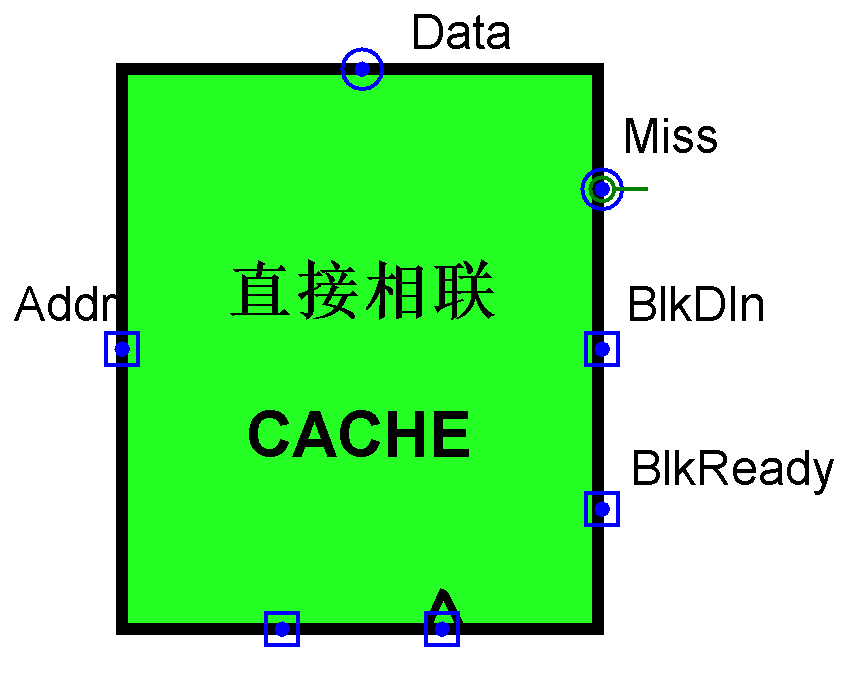 Data
Miss
直接相联
Addr
BlkDIn
CACHE
BlkReady